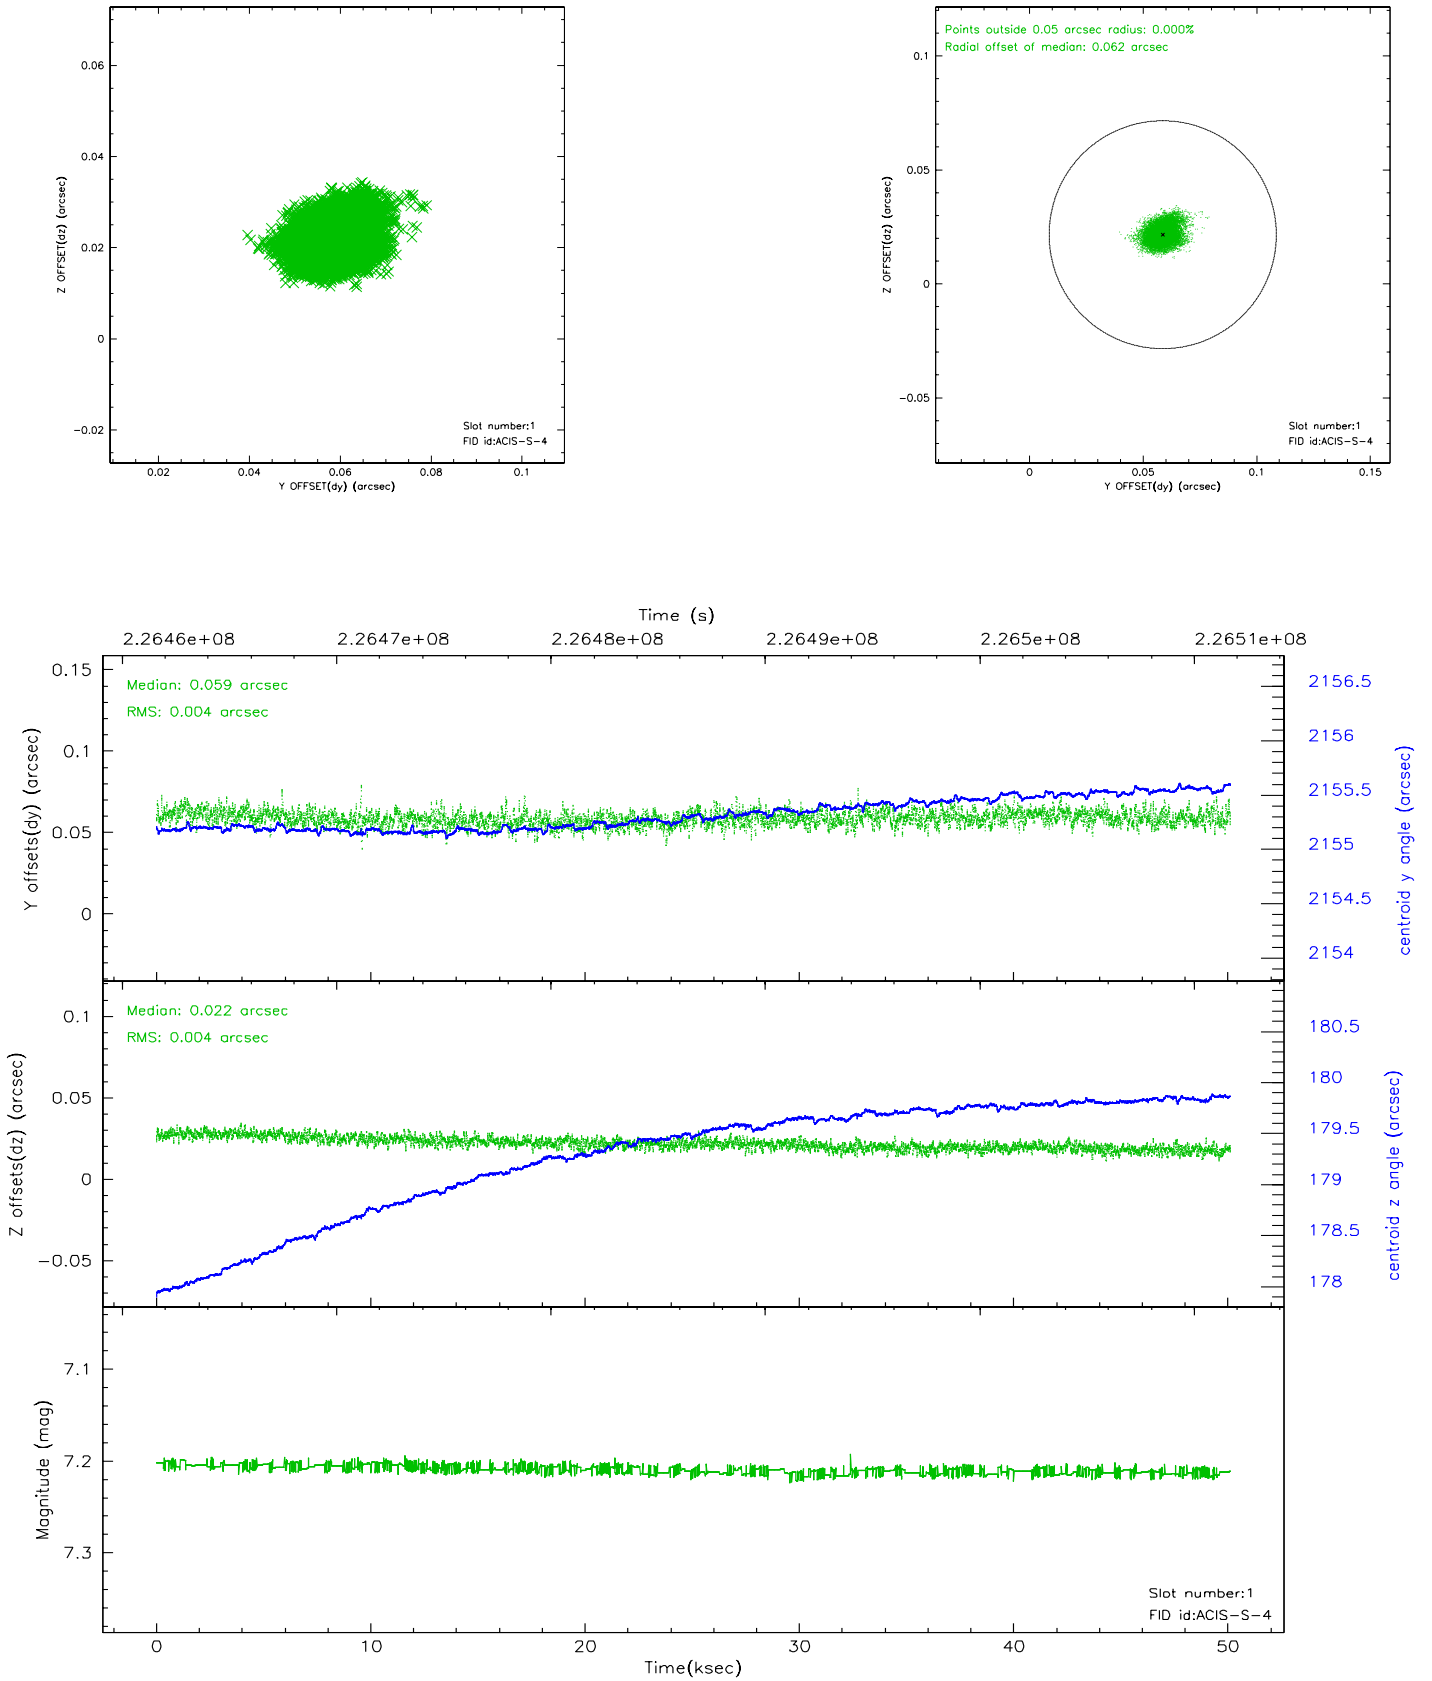 0.06
0.04
0.02
0
−0.02
Z OFFSET(dz) (arcsec)
Slot number:1
FID id:ACIS−S−4
0.02 0.04 0.06 0.08 0.1
Y OFFSET(dy) (arcsec)
Points outside 0.05 arcsec radius: 0.000%
Radial offset of median: 0.062 arcsec
0.1
0.05
0
−0.05
Z OFFSET(dz) (arcsec)
Slot number:1
FID id:ACIS−S−4
0 0.05 0.1 0.15
Y OFFSET(dy) (arcsec)
Time (s)
2.2646e+08 2.2647e+08 2.2648e+08 2.2649e+08 2.265e+08 2.2651e+08
Median: 0.059 arcsec
RMS: 0.004 arcsec
0.15
0.1
0.05
0
Y offsets(dy) (arcsec)
2156.5
2156
2155.5
2155
2154.5
2154
centroid y angle (arcsec)
Median: 0.022 arcsec
RMS: 0.004 arcsec
0.1
0.05
0
−0.05
Z offsets(dz) (arcsec)
180.5
180
179.5
179
178.5
178
centroid z angle (arcsec)
7.1
7.2
7.3
Magnitude (mag)
Slot number:1
FID id:ACIS−S−4
0 10 20 30 40 50
Time(ksec)